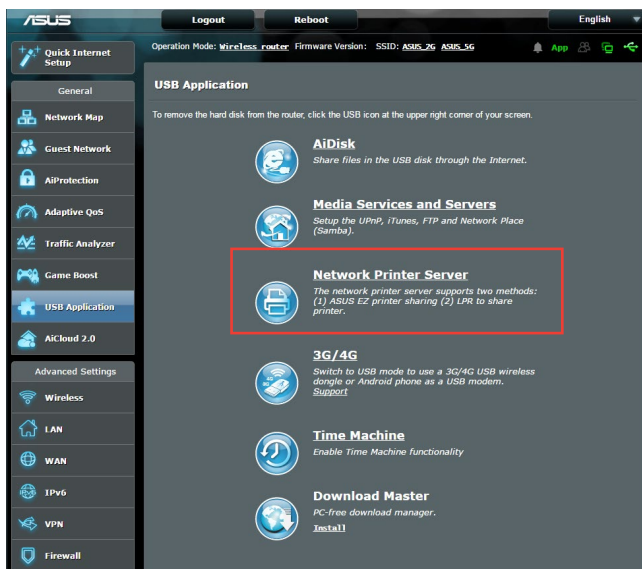 ASUS
Logout
Reboot
English
Quick Internet
Setup
Operation Mode: Wireless router Firmware Version: SSID: ASUS_2G ASUS_5G
App
General
Network Map
Guest Network
AiProtection
Adaptive QoS
Traffic Analyzer
Game Boost
USB Application
AiCloud 2.0
Advanced Settings
Wireless
LAN
WAN
IPv6
VPN
Firewall
USB Application
To remove the hard disk from the router, click the USB icon at the upper right corner of your screen.
AiDisk
Share files in the USB disk through the Internet.
Media Services and Servers
Setup the UPnP, iTunes, FTP and Network Place
(Samba).
Network Printer Server
The network printer server supports two methods:
(1) ASUS EZ printer sharing (2) LPR to share
printer.
3G/4G
Switch to USB mode to use a 3G/4G USB wireless
dongle or Android phone as a USB modem.
Support
Time Machine
Enable Time Machine functionality
Download Master
PC-free download manager.
Install